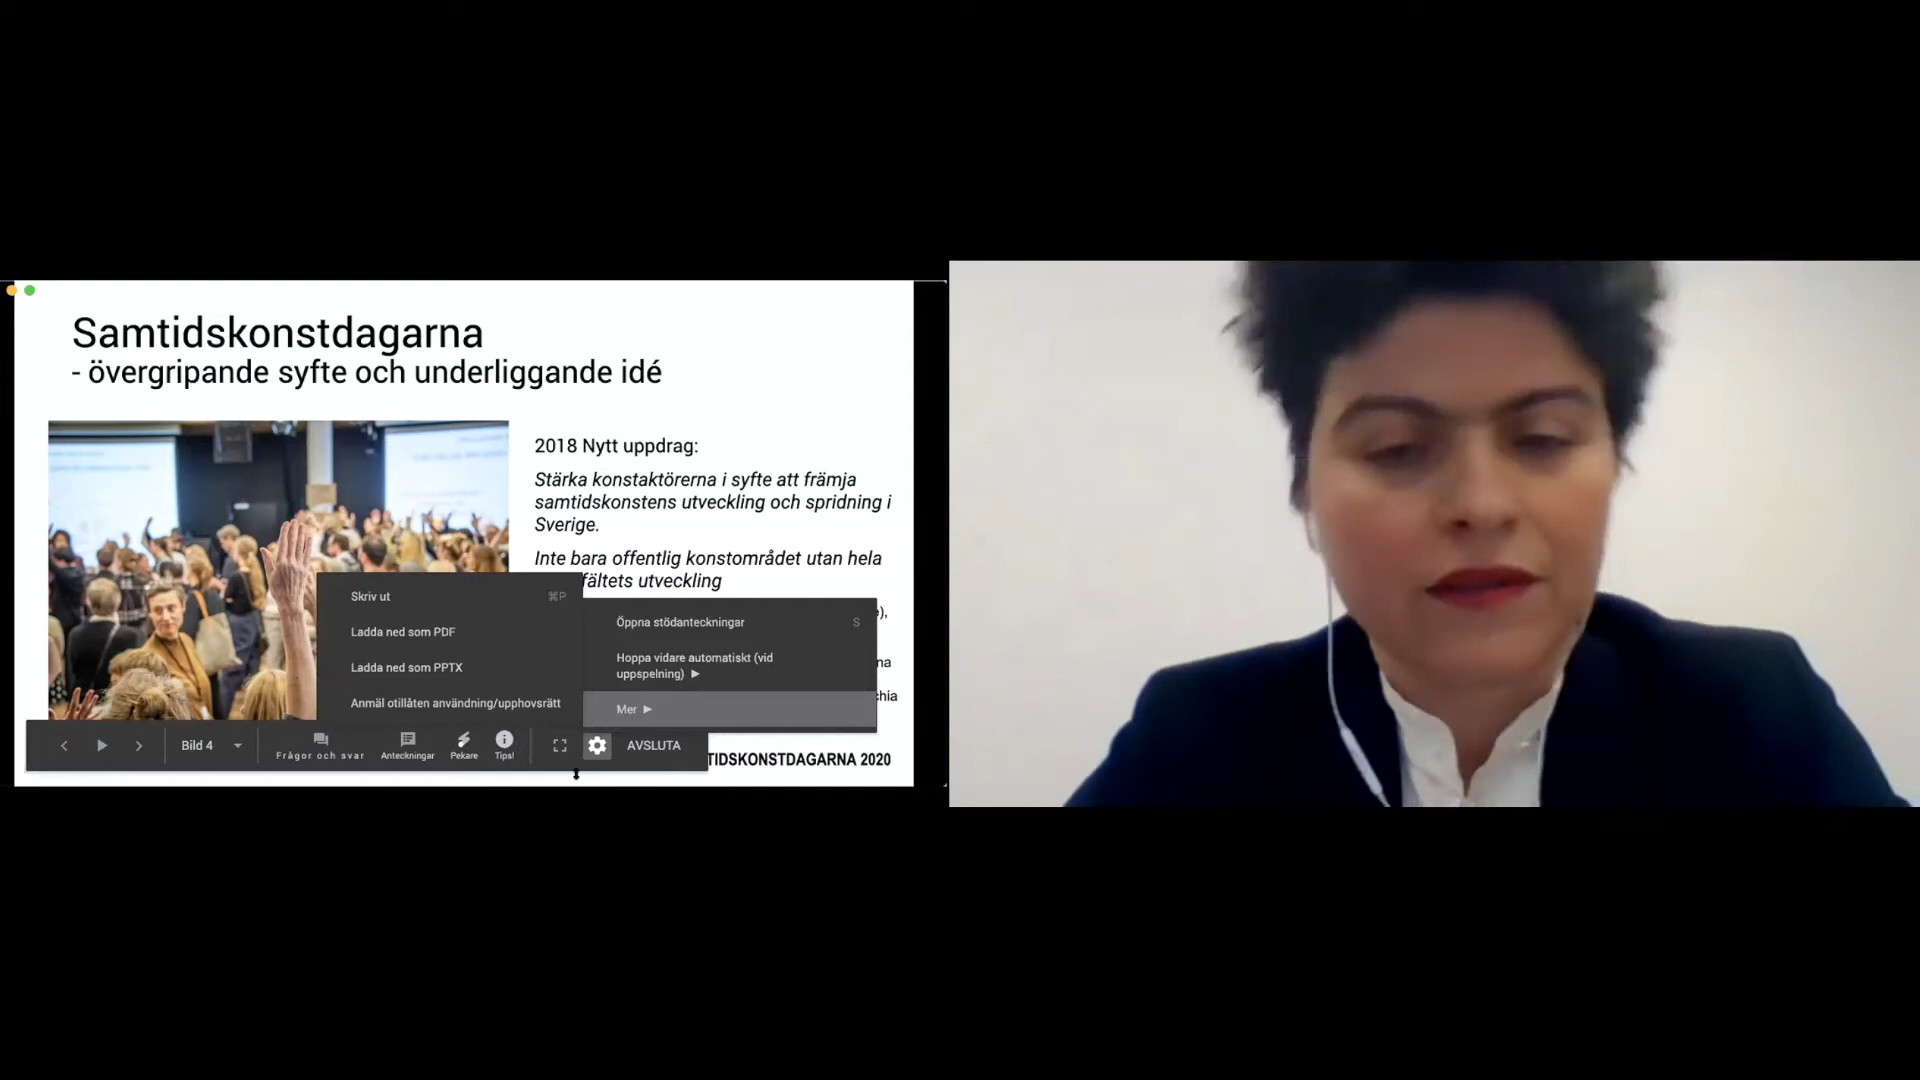 Samtidskonstdagarna
- övergripande syfte och underliggande idé
2018 Nytt uppdrag:
Stärka konstaktörerna i syfte att främja
samtidskonstens utveckling och spridning i
Sverige.
Inte bara offentlig konstområdet utan hela
fältets utveckling
e),
na
chia
Skriv ut ⌘P
Ladda ned som PDF
Ladda ned som PPTX
Anmäl otillåten användning/upphovsrätt
Öppna stödanteckningar S
Hoppa vidare automatiskt (vid
uppspelning) ▶
Mer ▶
Bild 4
Frågor och svar
Anteckningar
Pekare
Tips!
AVSLUTA
TIDSKONSTDAGARNA 2020